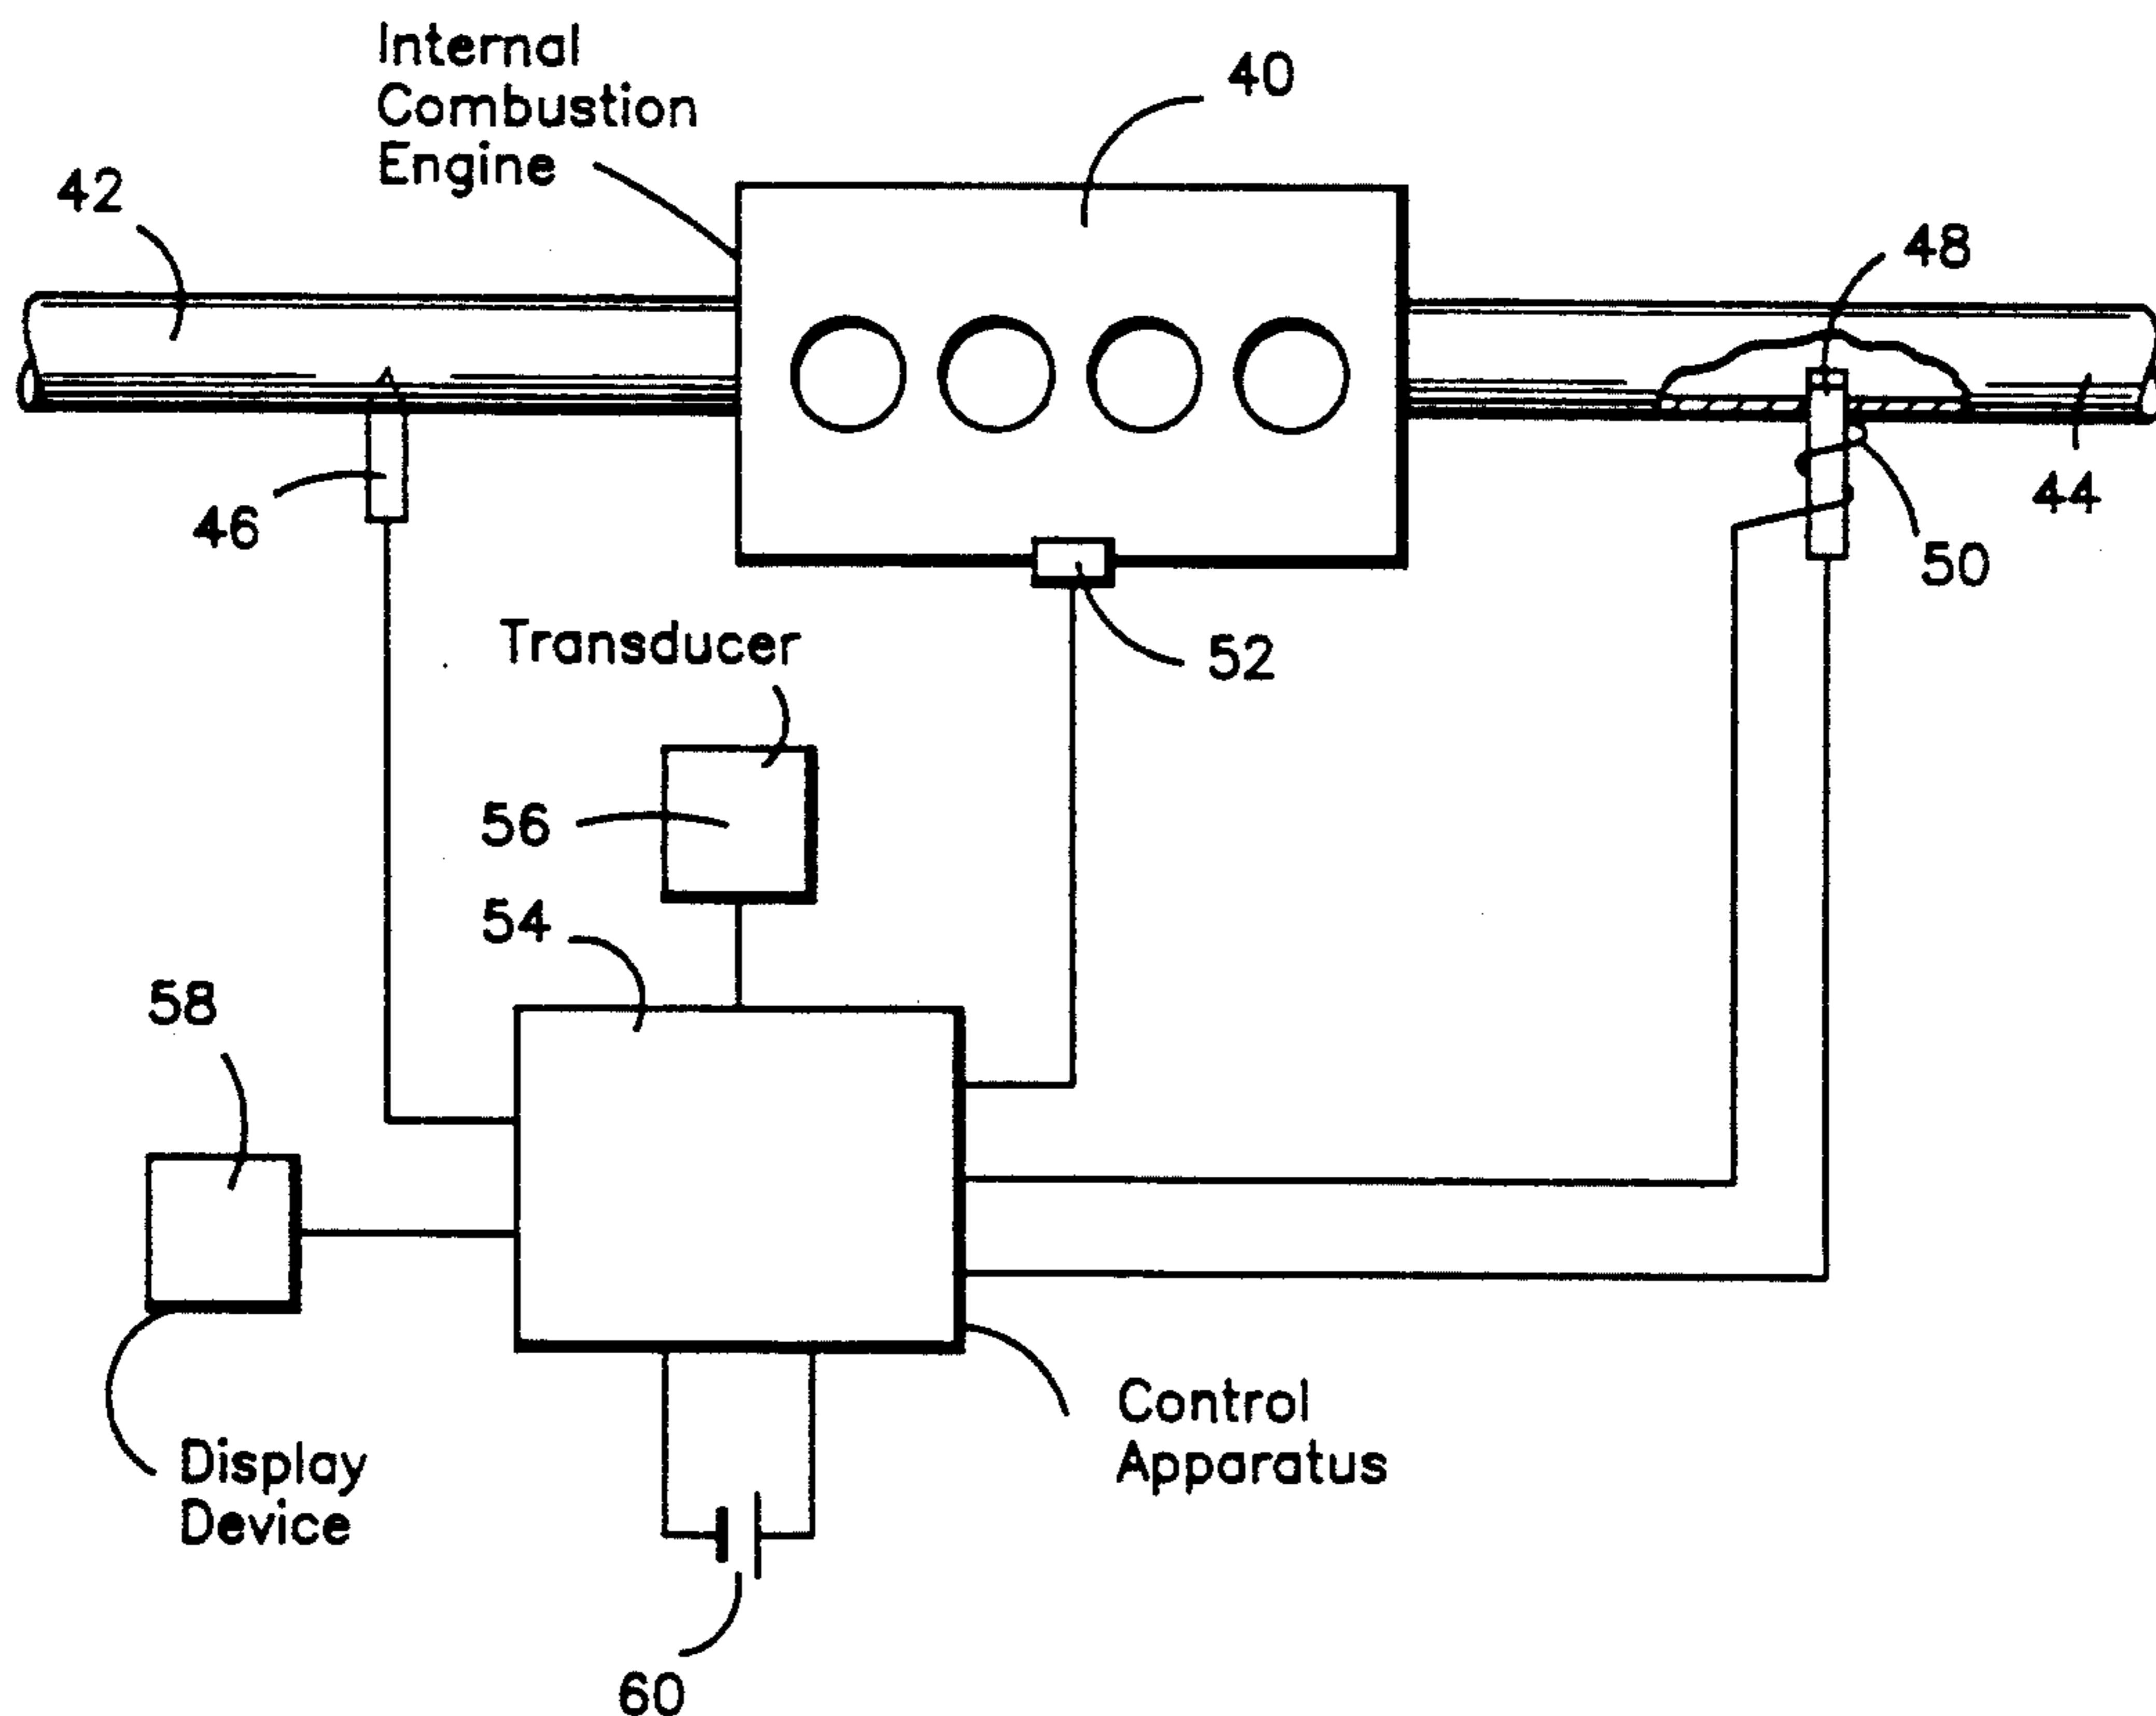 Internal
Combustion
Engine
40
42
48
46
44
50
52
Transducer
56
54
58
Control
Apparatus
Display
Device
60